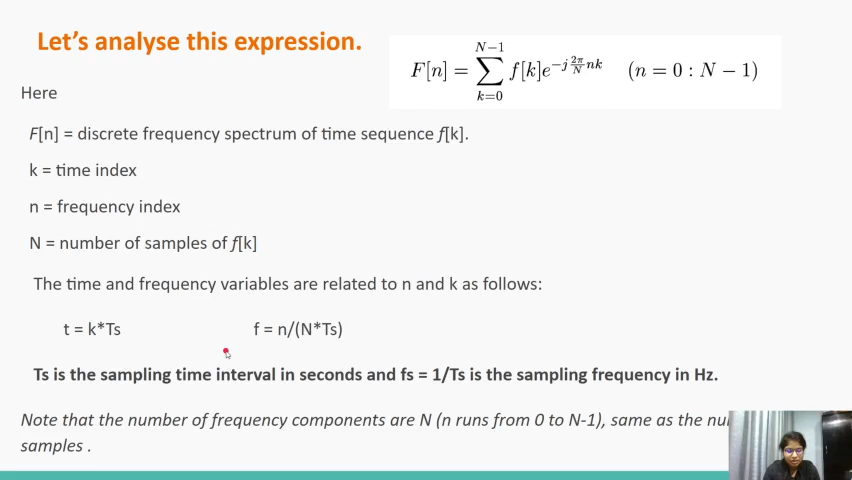 Let's analyse this expression.
F[n] = \sum_{k=0}^{N-1} f[k]e^{-j\frac{2π}{N}nk} (n = 0 : N − 1)
Here
F[n] = discrete frequency spectrum of time sequence f[k].
k = time index
n = frequency index
N = number of samples of f[k]
The time and frequency variables are related to n and k as follows:
t = k*Ts f = n/(N*Ts)
Ts is the sampling time interval in seconds and fs = 1/Ts is the sampling frequency in Hz.
Note that the number of frequency components are N (n runs from 0 to N-1), same as the
samples .